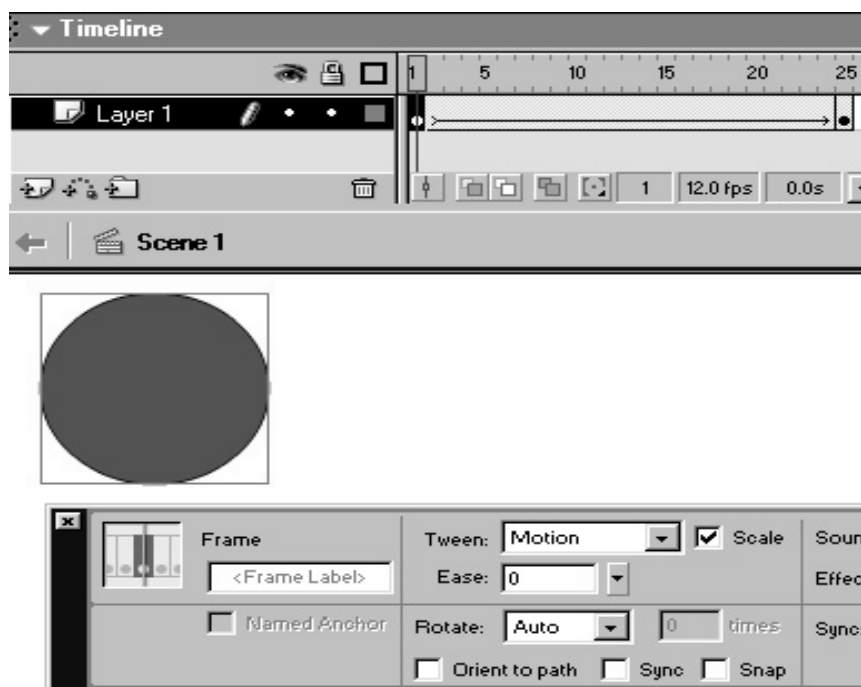 Timeline
1 5 10 15 20 25
Layer 1
1 12.0 fps 0.0s
Scene 1
Frame Tween: Motion Scale
<Frame Label> Ease: 0
Named Anchor Rotate: Auto 0 times Sync:
Orient to path Sync Snap